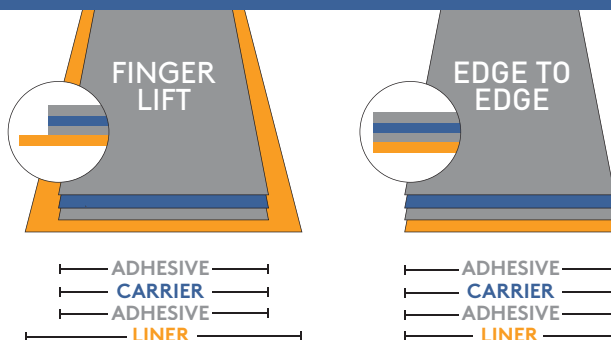 FINGER
LIFT
EDGE TO
EDGE
ADHESIVE
CARRIER
ADHESIVE
LINER
ADHESIVE
CARRIER
ADHESIVE
LINER